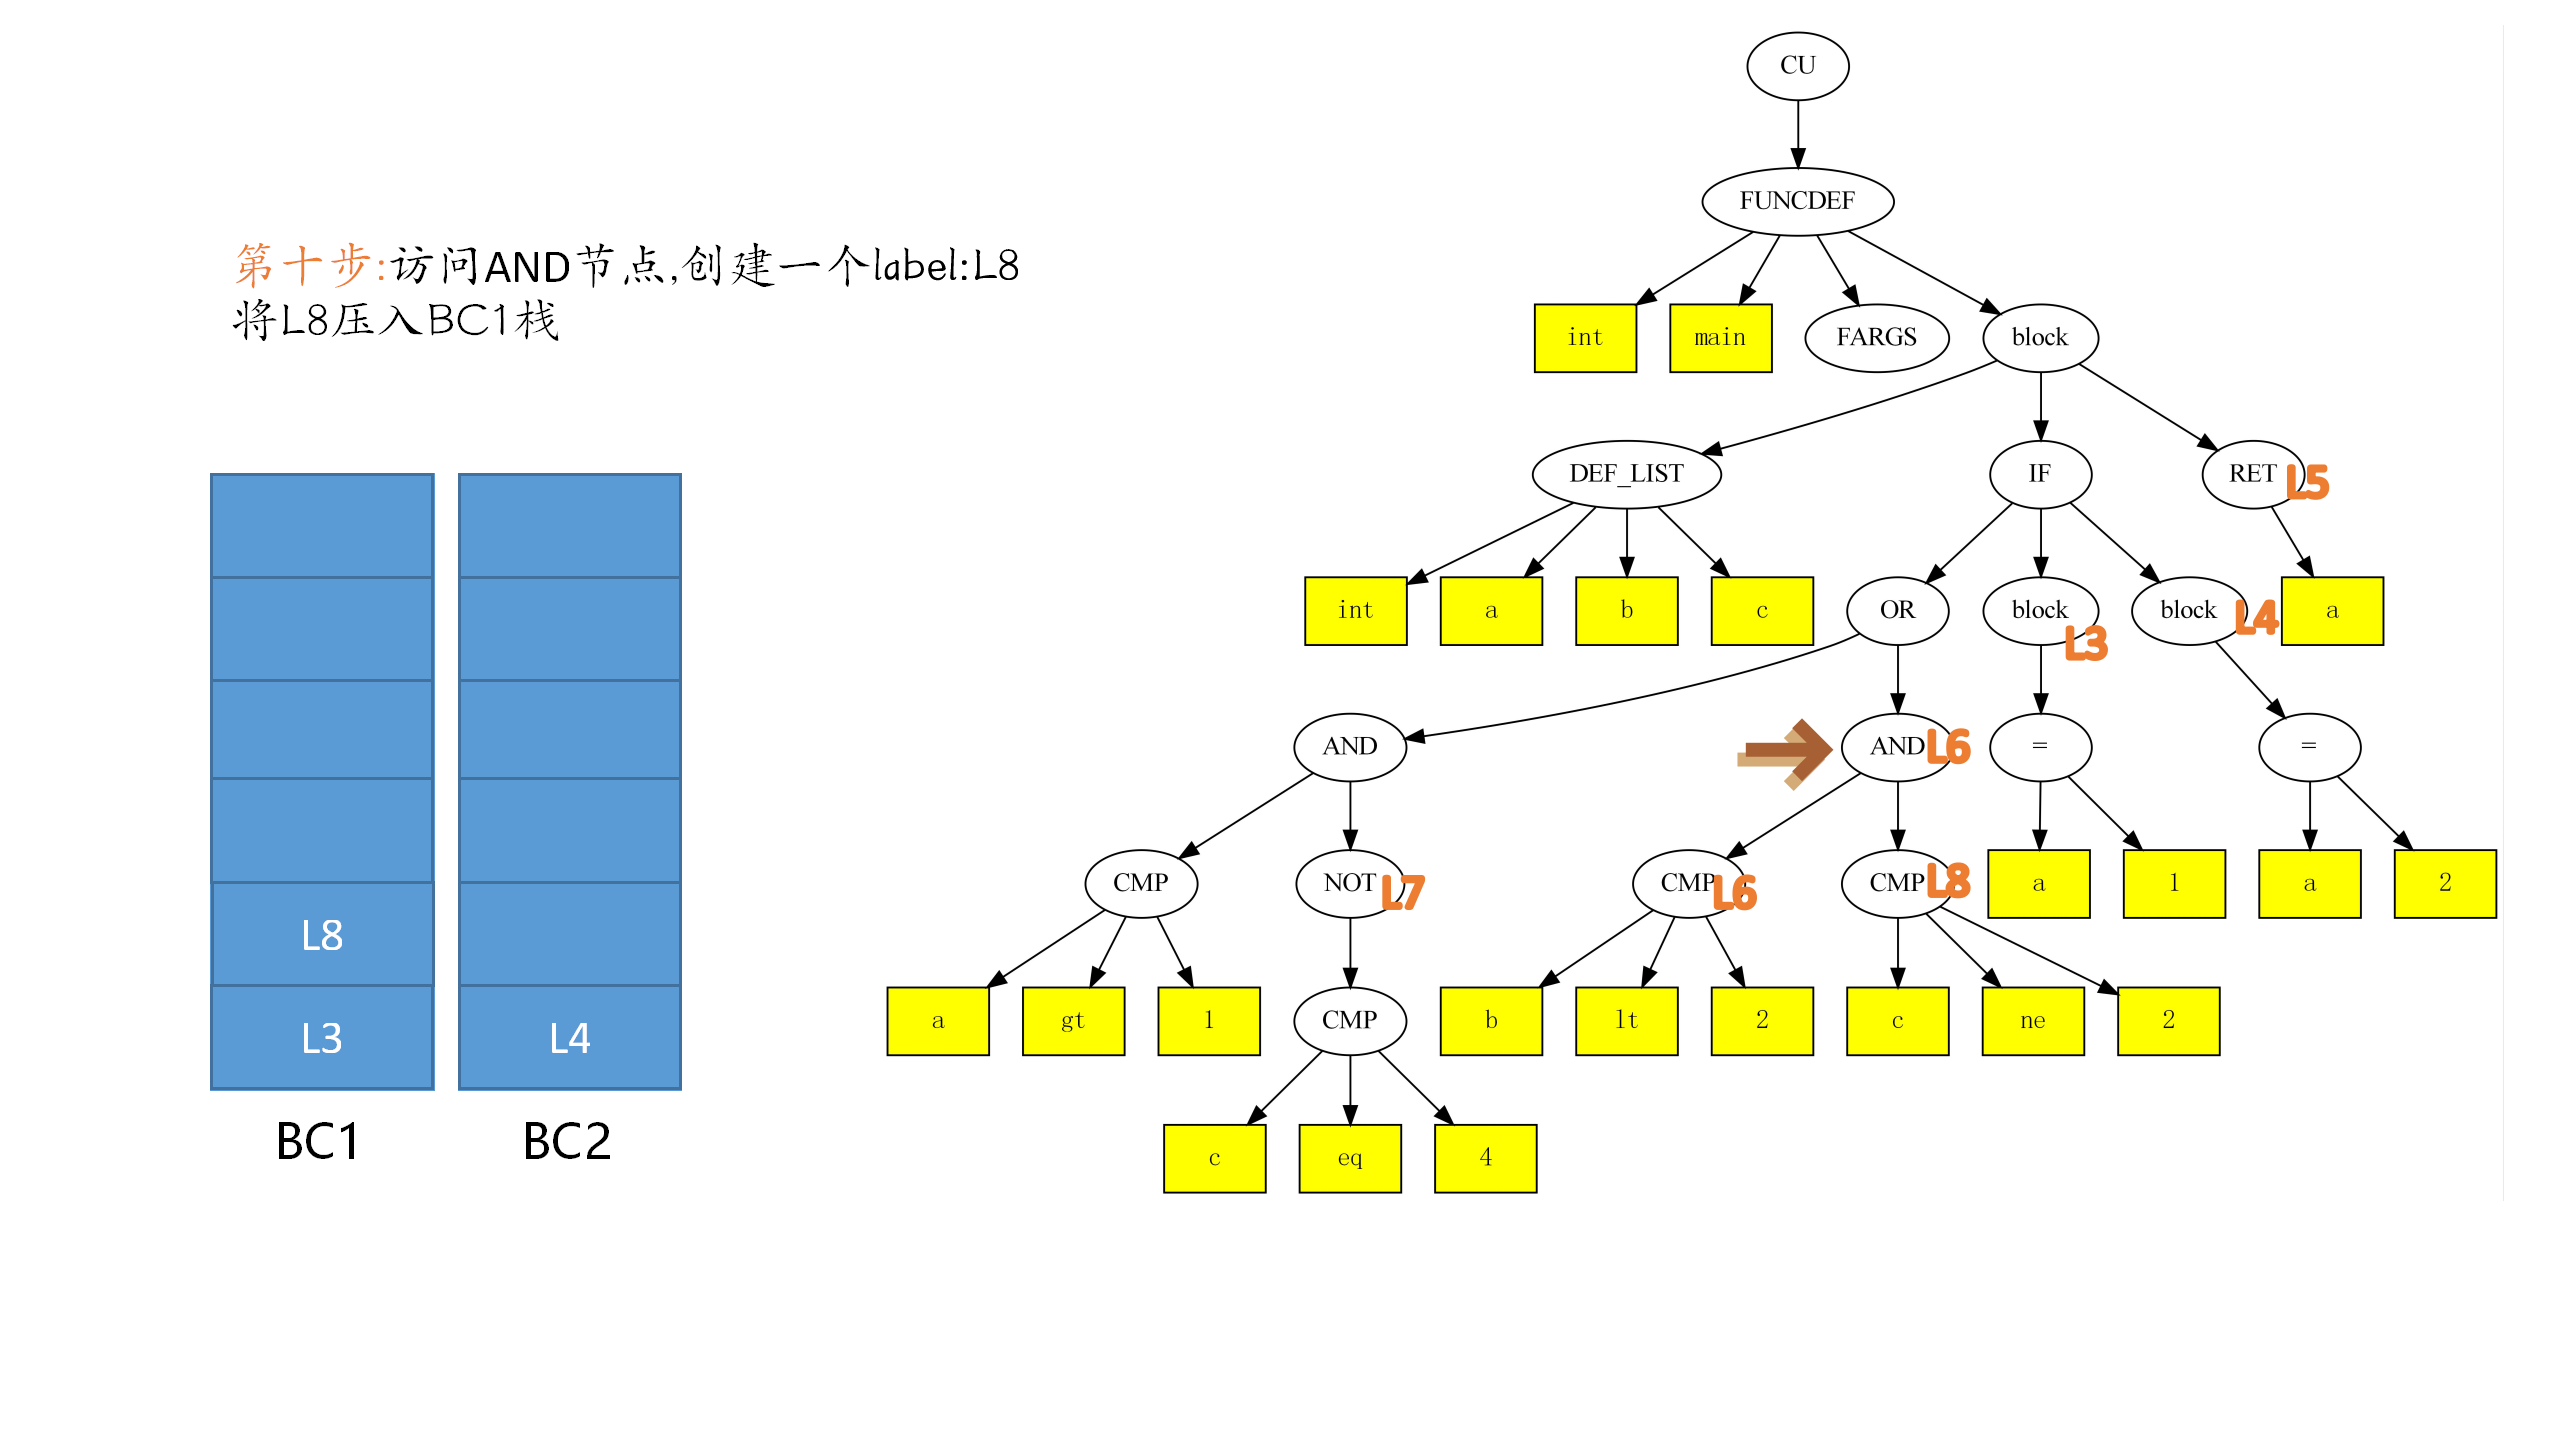 第十步:访问AND节点,创建一个label:L8
将L8压入BC1栈
L8
L3
L4
BC1
BC2
CU
FUNCDEF
int
main
FARGS
block
DEF_LIST
IF
RET
L5
int
a
b
c
OR
block
L3
block
L4
a
AND
AND
L6
=
=
CMP
NOT
L7
CMP
L6
CMP
L8
a
1
a
2
a
gt
1
CMP
b
lt
2
c
ne
2
c
eq
4